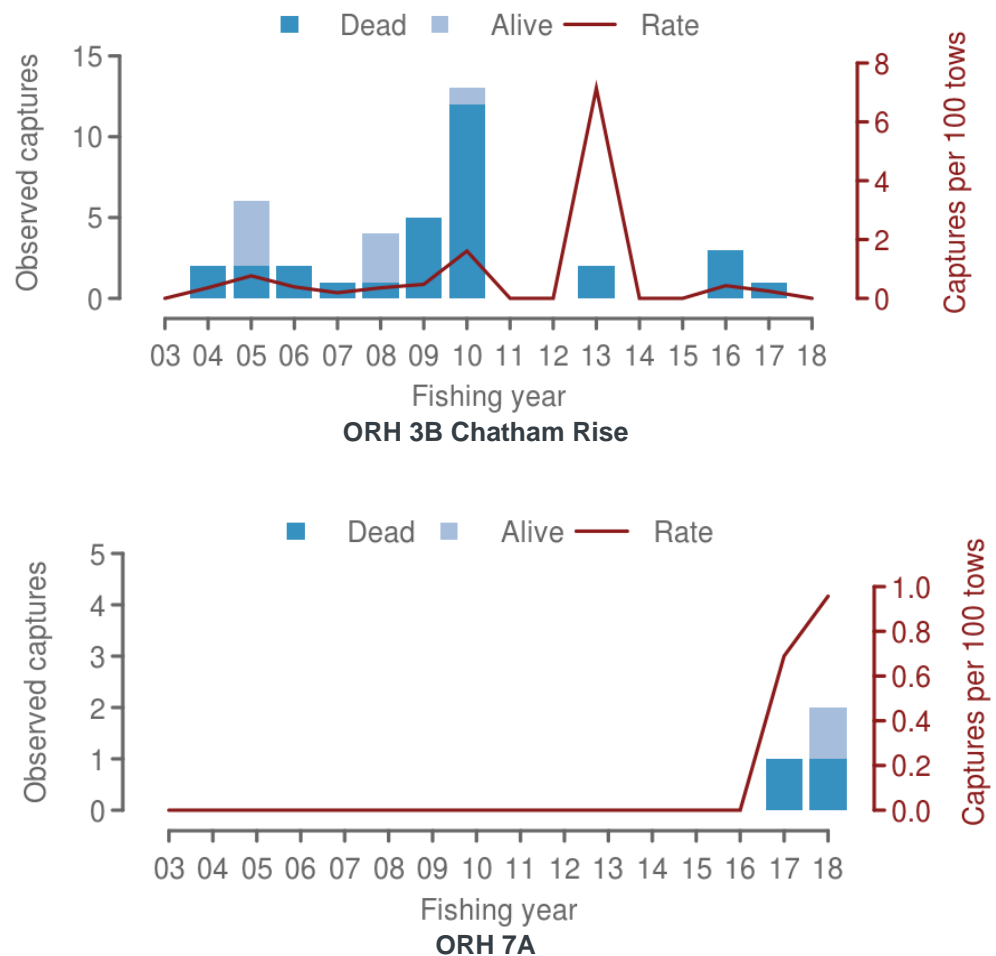 Dead Alive Rate
15
10
5
0
Observed captures
8
6
4
2
0
Captures per 100 tows
03 04 05 06 07 08 09 10 11 12 13 14 15 16 17 18
Fishing year
ORH 3B Chatham Rise
Dead Alive Rate
5
4
3
2
1
0
Observed captures
1.0
0.8
0.6
0.4
0.2
0.0
Captures per 100 tows
03 04 05 06 07 08 09 10 11 12 13 14 15 16 17 18
Fishing year
ORH 7A